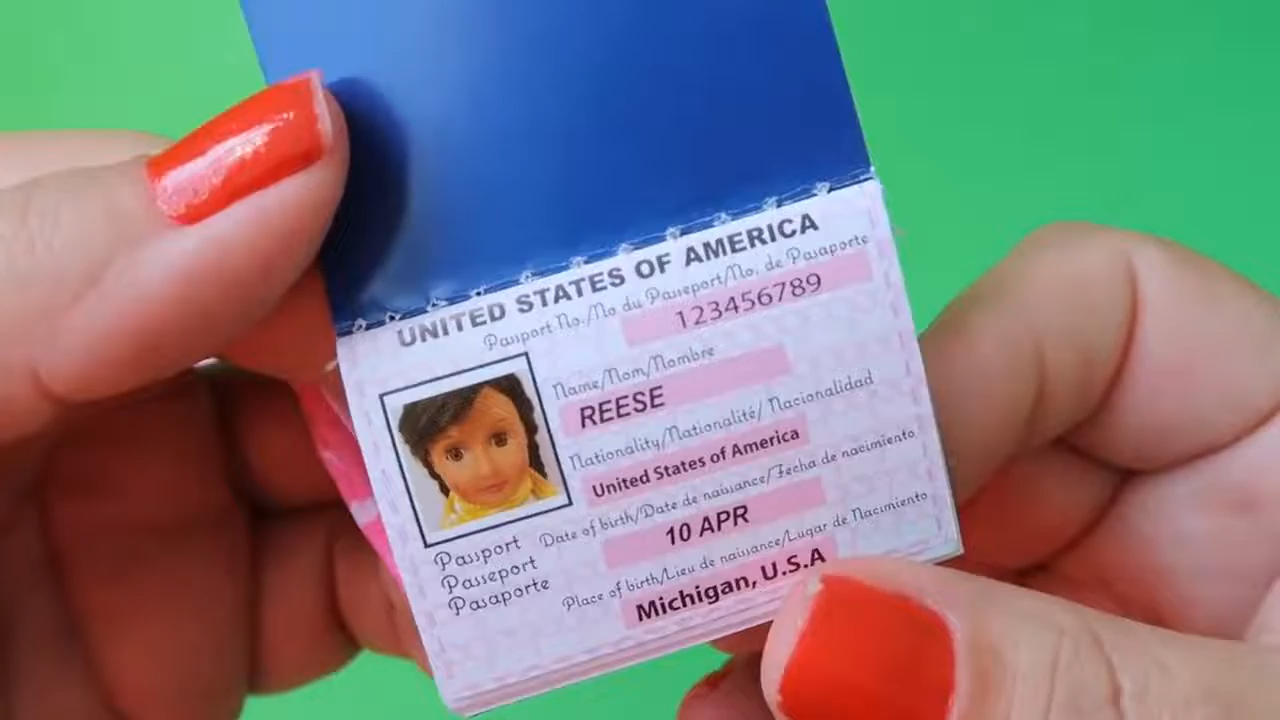 UNITED STATES OF AMERICA
Passport No./No du Passeport/No. de Pasaporte
123456789
Name/Nom/Nombre
REESE
Nationality/Nationalité/ Nacionalidad
United States of America
Date of birth/Date de naissance/Fecha de nacimiento
10 APR
Place of birth/Lieu de naissance/Lugar de Nacimiento
Michigan, U.S.A
Passport
Passeport
Pasaporte